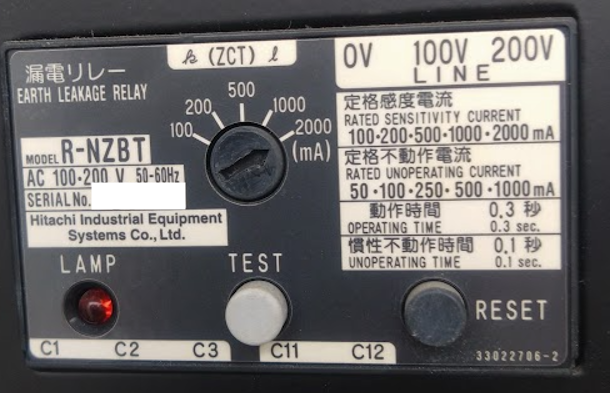 k (ZCT) l
0V 100V 200V
LINE
漏電リレー
EARTH LEAKAGE RELAY
100 200 500 1000 2000
(mA)
MODEL R-NZBT
AC 100-200 V 50-60Hz
SERIAL No.
Hitachi Industrial Equipment
Systems Co., Ltd.
定格感度電流
RATED SENSITIVITY CURRENT
100・200・500・1000・2000 mA
定格不動作電流
RATED UNOPERATING CURRENT
50・100・250・500・1000 mA
動作時間 0.3 秒
OPERATING TIME 0.3 sec.
慣性不動作時間 0.1 秒
UNOPERATING TIME 0.1 sec.
LAMP
TEST
RESET
C1 C2 C3 C11 C12
33022706-2